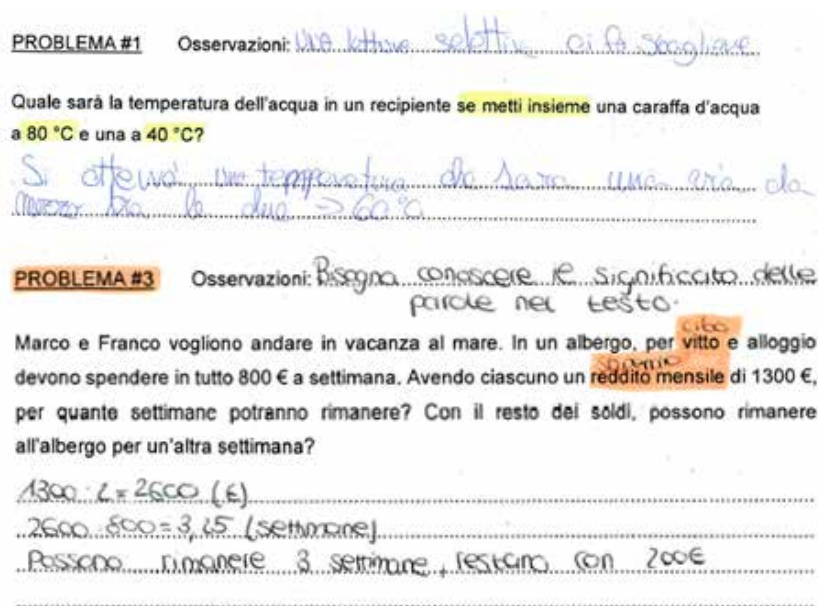 PROBLEMA #1 Osservazioni: una lettura selettiva ci fa sbagliare
Quale sarà la temperatura dell'acqua in un recipiente se metti insieme una caraffa d'acqua
a 80 °C e una a 40 °C?
Si otterrà una temperatura che sarà una via da
mezzo tra le due → 60°C
PROBLEMA #3 Osservazioni: Bisogna conoscere il significato delle
parole nel testo.
cibo
Marco e Franco vogliono andare in vacanza al mare. In un albergo, per vitto e alloggio
devono spendere in tutto 800 € a settimana. Avendo ciascuno un reddito mensile di 1300 €,
per quante settimane potranno rimanere? Con il resto dei soldi, possono rimanere
all'albergo per un'altra settimana?
1300 · 2 = 2600 (€)
2600 : 800 = 3,25 (settimane)
Possono rimanere 3 settimane, restano con 200€